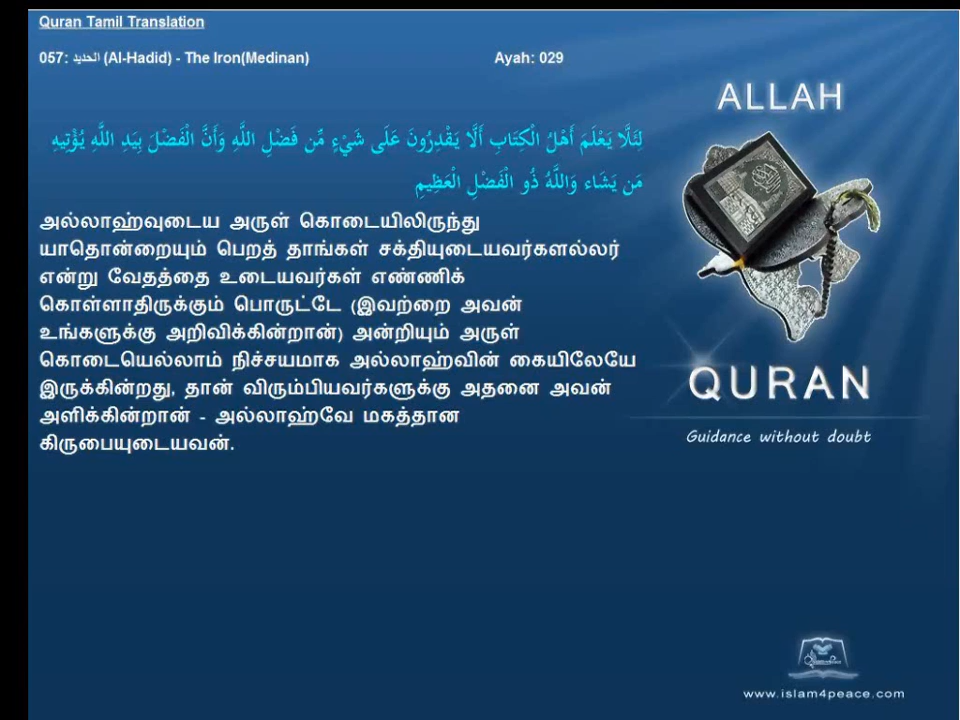 Quran Tamil Translation
057: الحديد (Al-Hadid) - The Iron(Medinan) Ayah: 029
لِئَلَّا يَعْلَمَ أَهْلُ الْكِتَابِ أَلَّا يَقْدِرُونَ عَلَى شَيْءٍ مِّن فَضْلِ اللَّهِ وَأَنَّ الْفَضْلَ بِيَدِ اللَّهِ يُؤْتِيهِ
مَن يَشَاء وَاللَّهُ ذُو الْفَضْلِ الْعَظِيمِ
அல்லாஹ்வுடைய அருள் கொடையிலிருந்து
யாதொன்றையும் பெறத் தாங்கள் சக்தியுடையவர்களல்லர்
என்று வேதத்தை உடையவர்கள் எண்ணிக்
கொள்ளாதிருக்கும் பொருட்டே (இவற்றை அவன்
உங்களுக்கு அறிவிக்கின்றான்) அன்றியும் அருள்
கொடையெல்லாம் நிச்சயமாக அல்லாஹ்வின் கையிலேயே
இருக்கின்றது, தான் விரும்பியவர்களுக்கு அதனை அவன்
அளிக்கின்றான் - அல்லாஹ்வே மகத்தான
கிருபையுடையவன்.
ALLAH
QURAN
Guidance without doubt
www.islam4peace.com